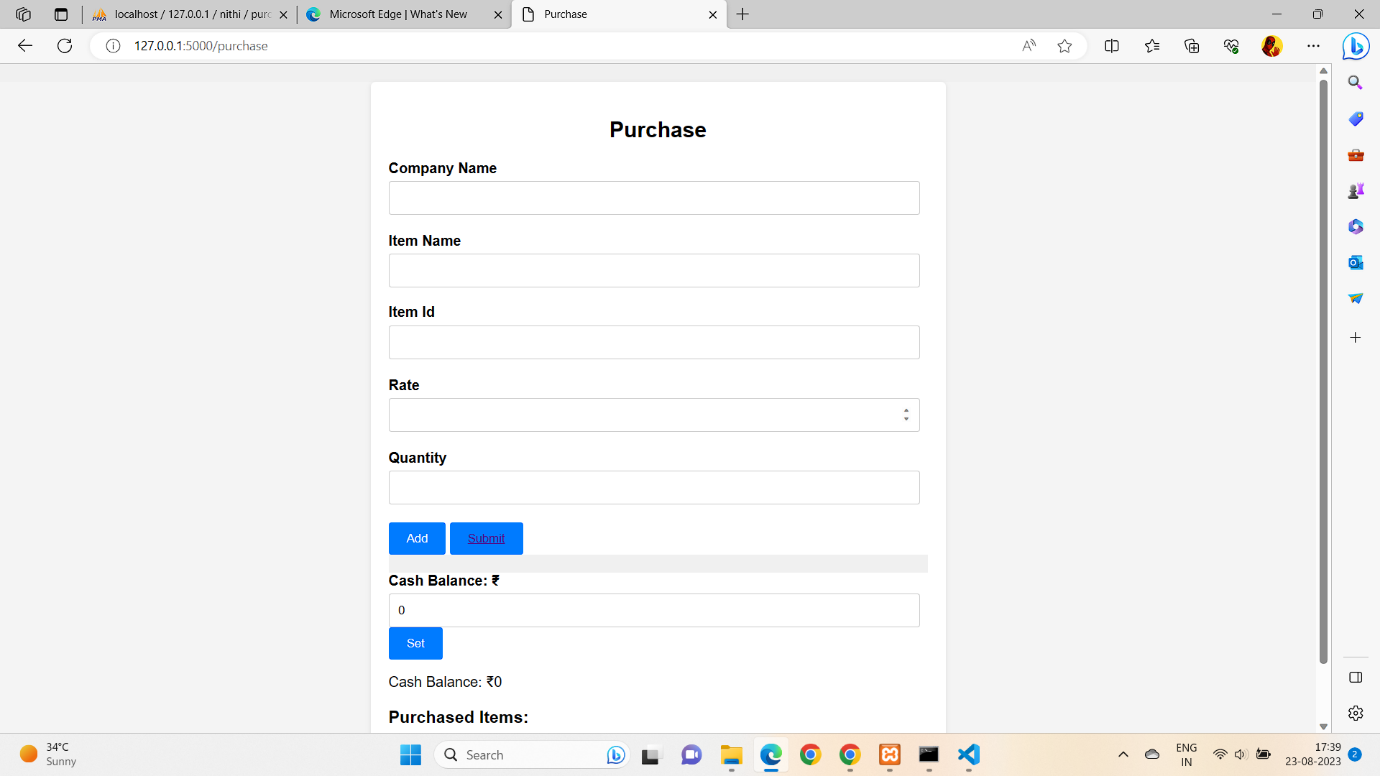 localhost / 127.0.0.1 / nithi / purc
Microsoft Edge | What's New
Purchase
127.0.0.1:5000/purchase
Purchase
Company Name
Item Name
Item Id
Rate
Quantity
Add Submit
Cash Balance: ₹
0
Set
Cash Balance: ₹0
Purchased Items:
34°C
Sunny
Search
ENG
IN
17:39
23-08-2023
2